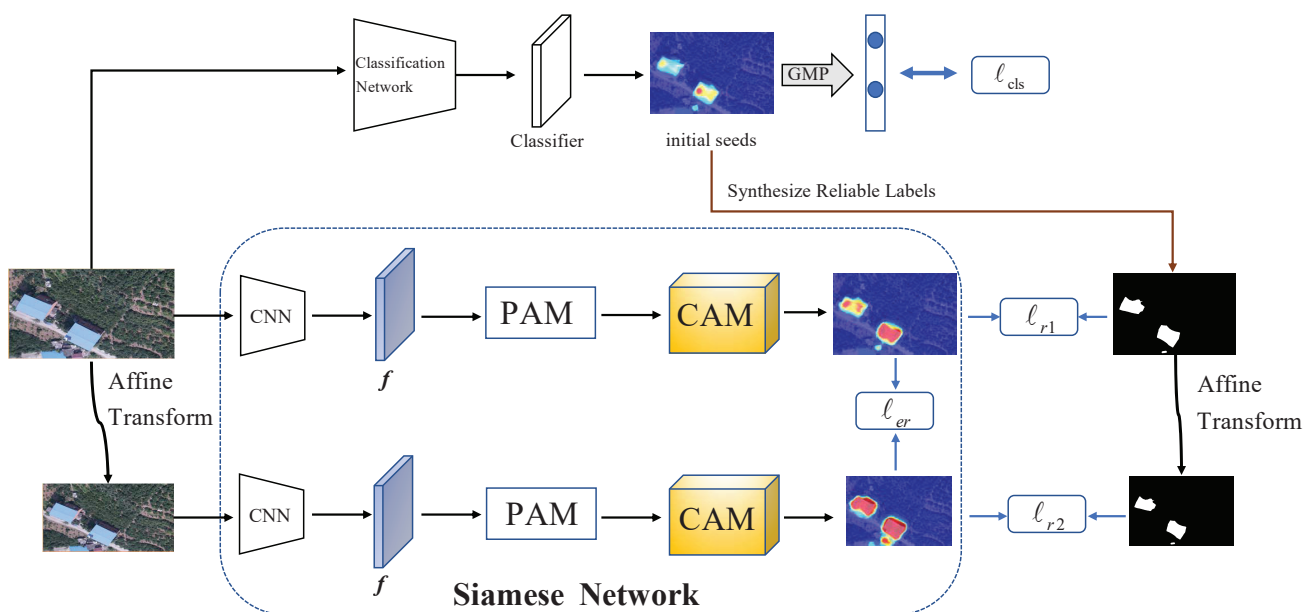 Classification
Network
Classifier
initial seeds
GMP
ℓcls
Synthesize Reliable Labels
CNN
f
PAM
CAM
ℓr1
Affine
Transform
ℓer
Affine
Transform
CNN
f
PAM
CAM
ℓr2
Siamese Network